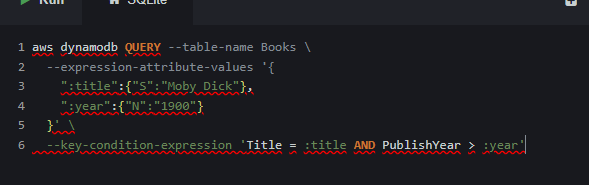 Run SQLite
1 aws dynamodb QUERY --table-name Books \
2 --expression-attribute-values '{
3 ":title":{"S":"Moby Dick"},
4 ":year":{"N":"1900"}
5 }' \
6 --key-condition-expression 'Title = :title AND PublishYear > :year'